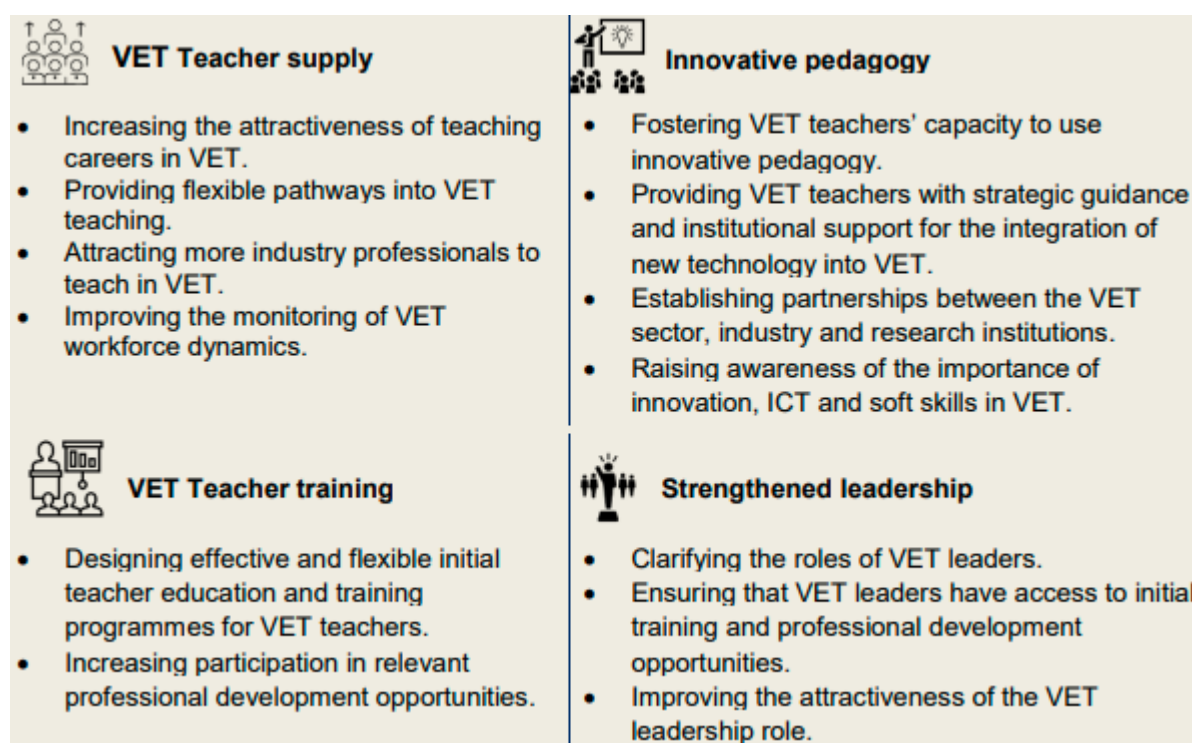 VET Teacher supply
• Increasing the attractiveness of teaching
careers in VET.
• Providing flexible pathways into VET
teaching.
• Attracting more industry professionals to
teach in VET.
• Improving the monitoring of VET
workforce dynamics.
Innovative pedagogy
• Fostering VET teachers’ capacity to use
innovative pedagogy.
• Providing VET teachers with strategic guidance
and institutional support for the integration of
new technology into VET.
• Establishing partnerships between the VET
sector, industry and research institutions.
• Raising awareness of the importance of
innovation, ICT and soft skills in VET.
VET Teacher training
• Designing effective and flexible initial
teacher education and training
programmes for VET teachers.
• Increasing participation in relevant
professional development opportunities.
Strengthened leadership
• Clarifying the roles of VET leaders.
• Ensuring that VET leaders have access to initial
training and professional development
opportunities.
• Improving the attractiveness of the VET
leadership role.